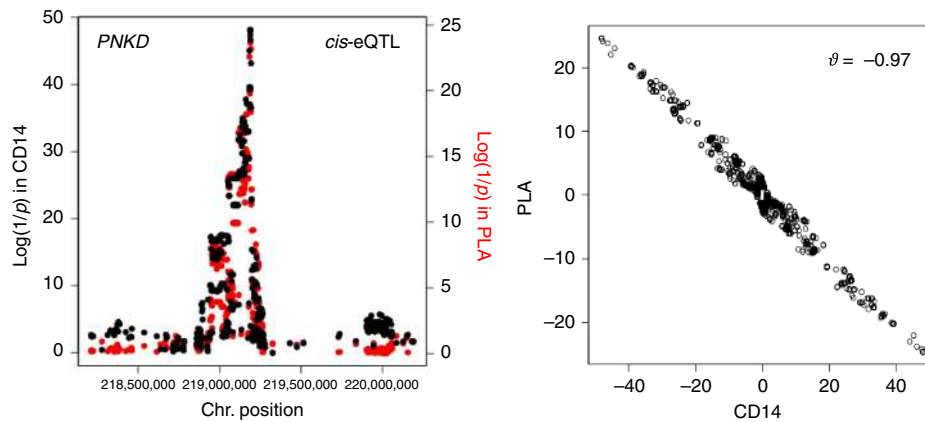 PNKD
cis-eQTL
50
40
30
20
10
0
Log(1/p) in CD14
25
20
15
10
5
0
Log(1/p) in PLA
218,500,000 219,000,000 219,500,000 220,000,000
Chr. position
ϑ = −0.97
20
10
0
−10
−20
PLA
−40 −20 0 20 40
CD14